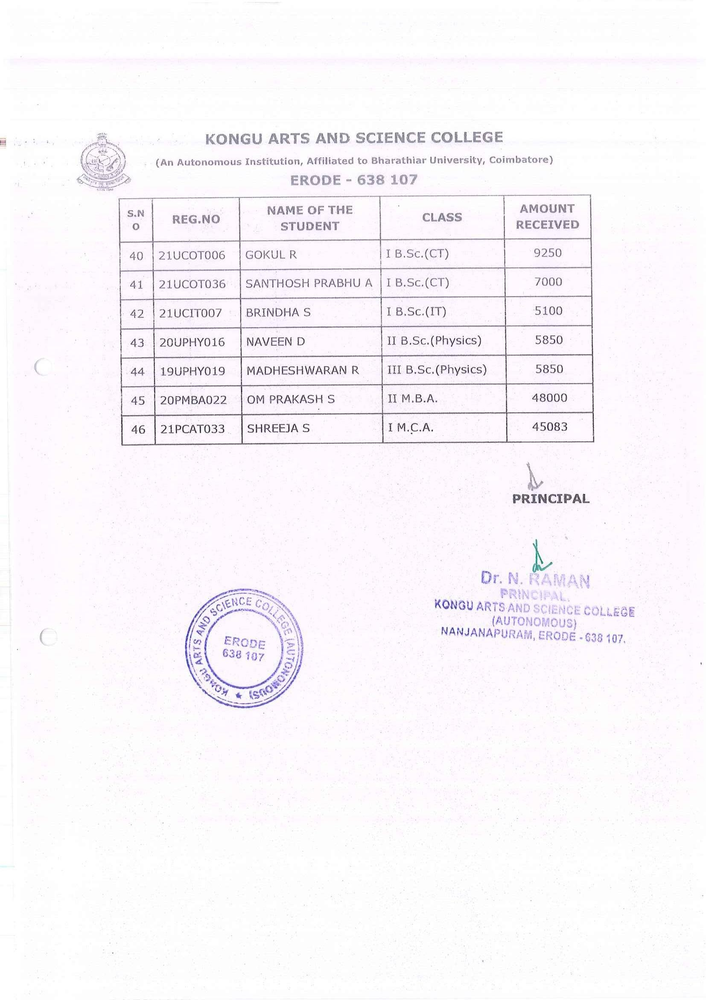 KONGU ARTS AND SCIENCE COLLEGE
(An Autonomous Institution, Affiliated to Bharathiar University, Coimbatore)
ERODE - 638 107
S.N
O
REG.NO
NAME OF THE
STUDENT
CLASS
AMOUNT
RECEIVED
40 21UCOT006 GOKUL R I B.Sc.(CT) 9250
41 21UCOT036 SANTHOSH PRABHU A I B.Sc.(CT) 7000
42 21UCIT007 BRINDHA S I B.Sc.(IT) 5100
43 20UPHY016 NAVEEN D II B.Sc.(Physics) 5850
44 19UPHY019 MADHESHWARAN R III B.Sc.(Physics) 5850
45 20PMBA022 OM PRAKASH S II M.B.A. 48000
46 21PCAT033 SHREEJA S I M.C.A. 45083
PRINCIPAL
Dr. N. RAMAN
PRINCIPAL.
KONGU ARTS AND SCIENCE COLLEGE
(AUTONOMOUS)
NANJANAPURAM, ERODE - 638 107.
KONGU ARTS AND SCIENCE COLLEGE (AUTONOMOUS) ★
ERODE
638 107